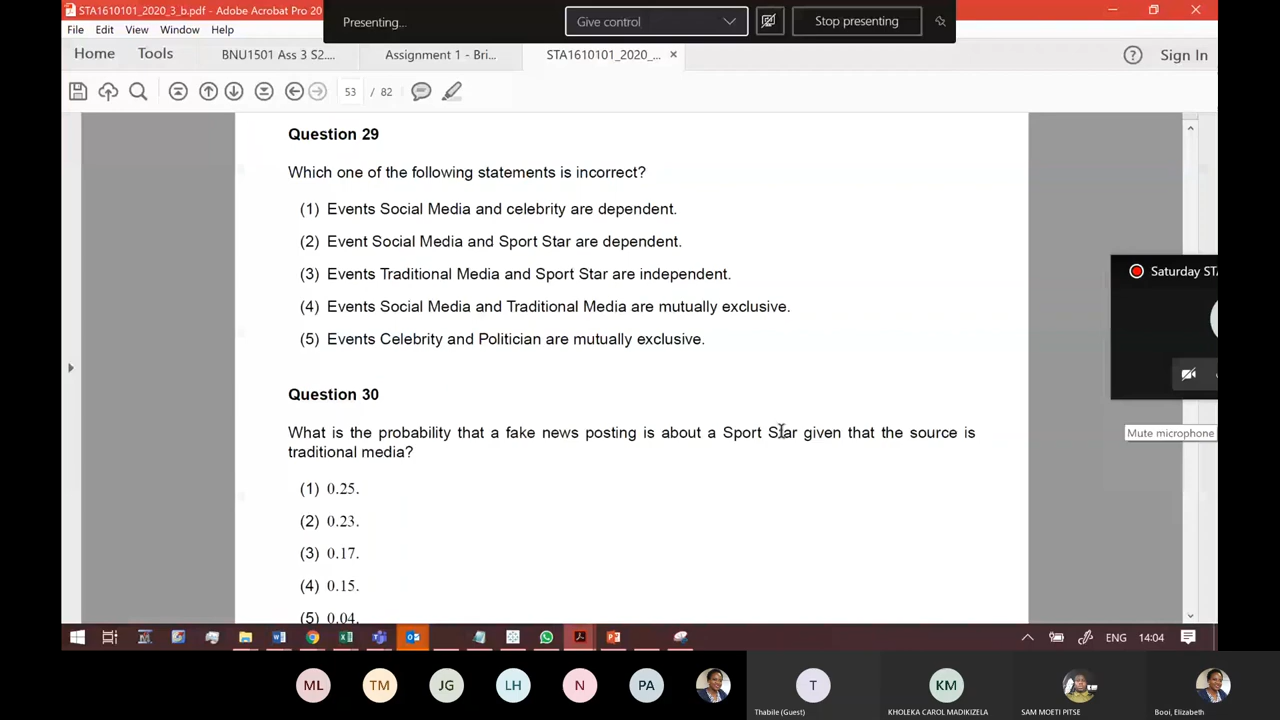 STA1610101_2020_3_b.pdf - Adobe Acrobat Pro 20
Presenting...
Give control
Stop presenting
File Edit View Window Help
Home Tools BNU1501 Ass 3 S2.... Assignment 1 - Bri... STA1610101_2020_... × Sign In
53 / 82
Question 29
Which one of the following statements is incorrect?
(1) Events Social Media and celebrity are dependent.
(2) Event Social Media and Sport Star are dependent.
(3) Events Traditional Media and Sport Star are independent.
(4) Events Social Media and Traditional Media are mutually exclusive.
(5) Events Celebrity and Politician are mutually exclusive.
Question 30
What is the probability that a fake news posting is about a Sport Star given that the source is
traditional media?
(1) 0.25.
(2) 0.23.
(3) 0.17.
(4) 0.15.
(5) 0.04.
Saturday STA
Mute microphone
ENG 14:04
ML TM JG LH N PA T KM
Thabile (Guest) KHOLEKA CAROL MADIKIZELA SAM MOETI PITSE Booi, Elizabeth